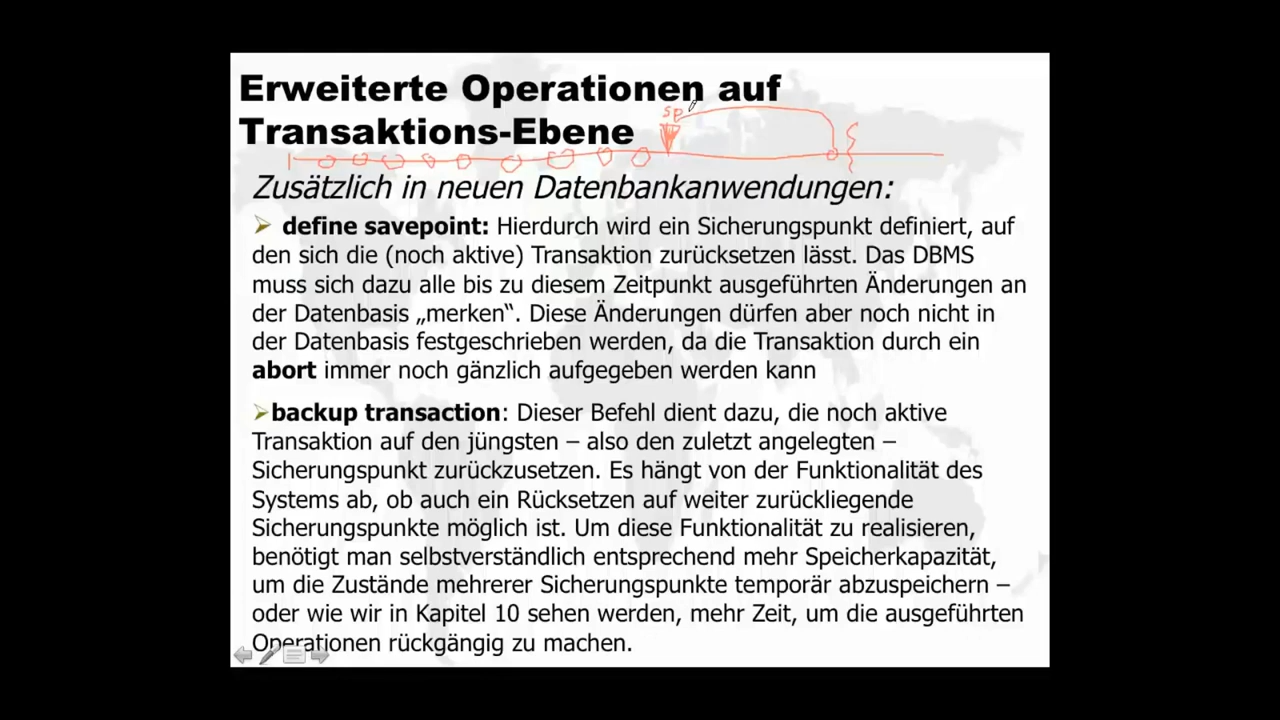 Erweiterte Operationen auf
Transaktions-Ebene
sp
Zusätzlich in neuen Datenbankanwendungen:
define savepoint: Hierdurch wird ein Sicherungspunkt definiert, auf
den sich die (noch aktive) Transaktion zurücksetzen lässt. Das DBMS
muss sich dazu alle bis zu diesem Zeitpunkt ausgeführten Änderungen an
der Datenbasis „merken“. Diese Änderungen dürfen aber noch nicht in
der Datenbasis festgeschrieben werden, da die Transaktion durch ein
abort immer noch gänzlich aufgegeben werden kann
backup transaction: Dieser Befehl dient dazu, die noch aktive
Transaktion auf den jüngsten – also den zuletzt angelegten –
Sicherungspunkt zurückzusetzen. Es hängt von der Funktionalität des
Systems ab, ob auch ein Rücksetzen auf weiter zurückliegende
Sicherungspunkte möglich ist. Um diese Funktionalität zu realisieren,
benötigt man selbstverständlich entsprechend mehr Speicherkapazität,
um die Zustände mehrerer Sicherungspunkte temporär abzuspeichern –
oder wie wir in Kapitel 10 sehen werden, mehr Zeit, um die ausgeführten
Operationen rückgängig zu machen.